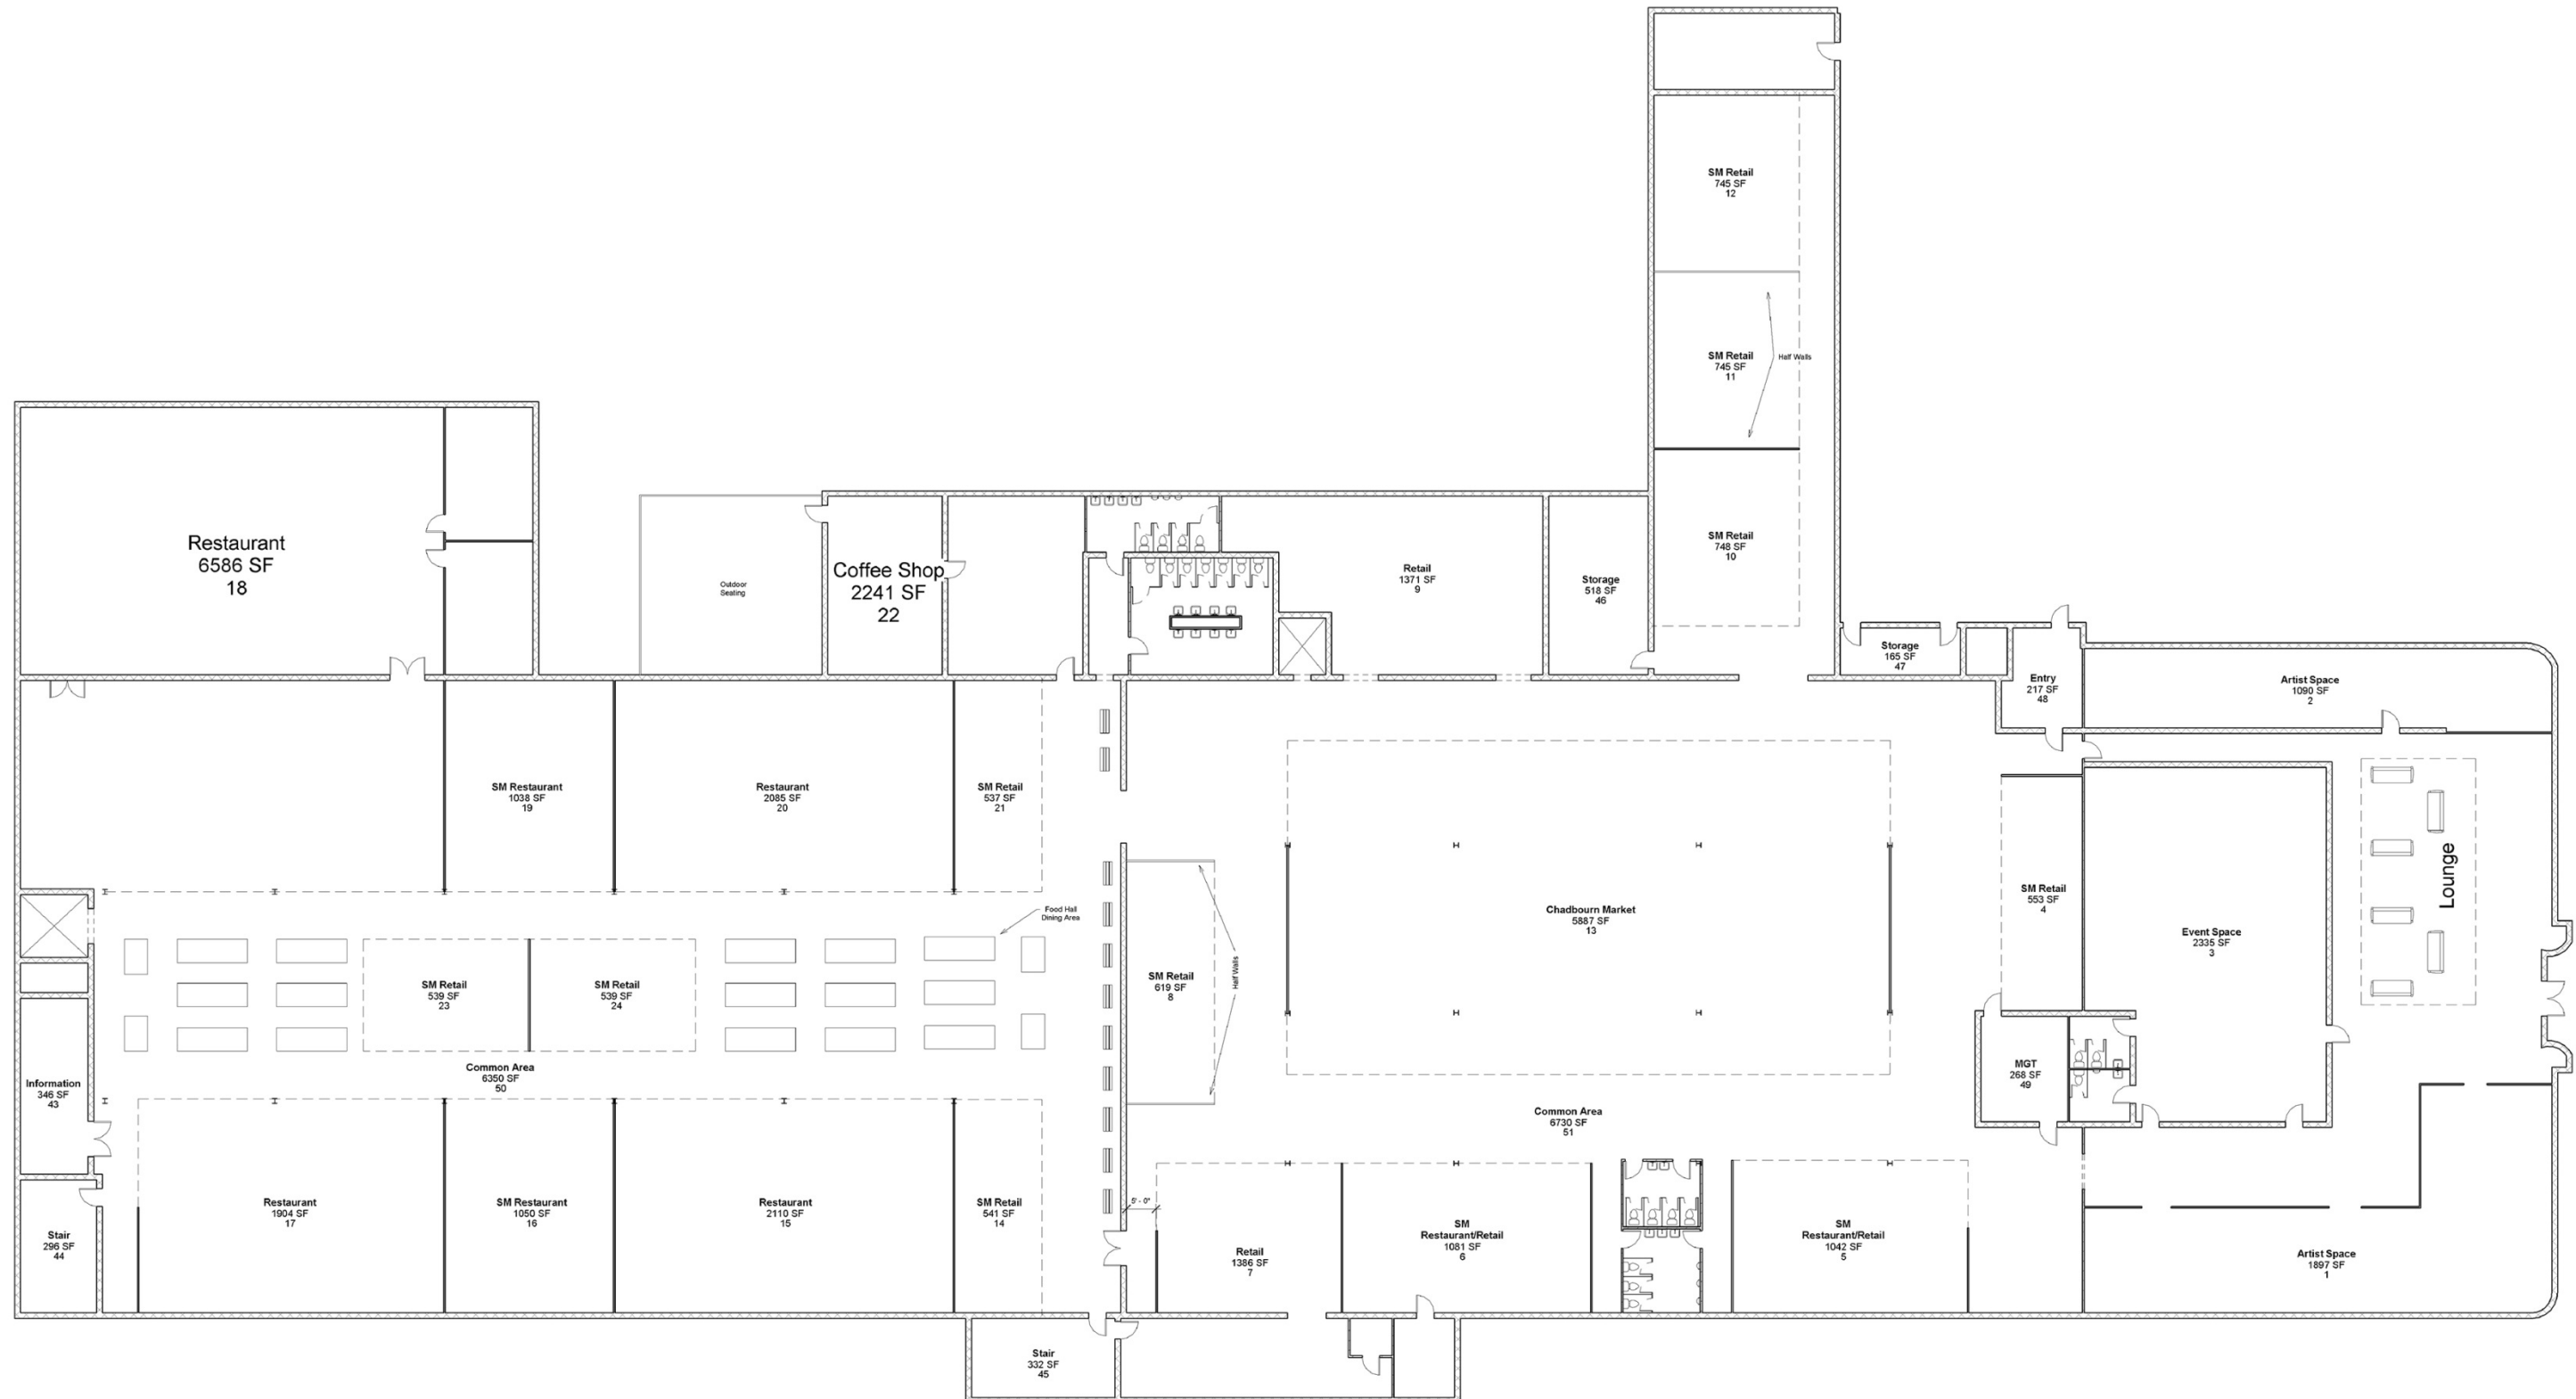 SM Retail
745 SF
12
SM Retail
745 SF
11
Half Walls
Restaurant
6586 SF
18
Outdoor
Seating
Coffee Shop
2241 SF
22
Retail
1371 SF
9
Storage
518 SF
46
SM Retail
748 SF
10
Storage
165 SF
47
Entry
217 SF
48
Artist Space
1090 SF
2
SM Restaurant
1038 SF
19
Restaurant
2085 SF
20
SM Retail
537 SF
21
Food Hall
Dining Area
SM Retail
539 SF
23
SM Retail
539 SF
24
SM Retail
619 SF
8
Half Walls
Chadbourn Market
5887 SF
13
SM Retail
553 SF
4
Event Space
2335 SF
3
Lounge
Common Area
6350 SF
50
Information
346 SF
43
MGT
268 SF
49
Common Area
6730 SF
51
Stair
296 SF
44
Restaurant
1904 SF
17
SM Restaurant
1050 SF
16
Restaurant
2110 SF
15
SM Retail
541 SF
14
5' - 0"
Retail
1386 SF
7
SM
Restaurant/Retail
1081 SF
6
SM
Restaurant/Retail
1042 SF
5
Artist Space
1897 SF
1
Stair
332 SF
45